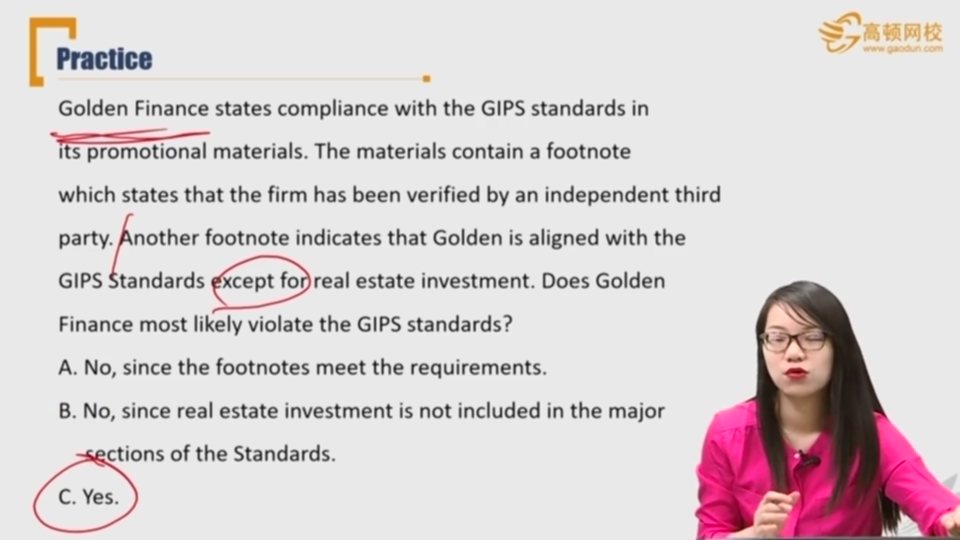 Practice
高顿网校
www.gaodun.com
Golden Finance states compliance with the GIPS standards in
its promotional materials. The materials contain a footnote
which states that the firm has been verified by an independent third
party. Another footnote indicates that Golden is aligned with the
GIPS Standards except for real estate investment. Does Golden
Finance most likely violate the GIPS standards?
A. No, since the footnotes meet the requirements.
B. No, since real estate investment is not included in the major
sections of the Standards.
C. Yes.